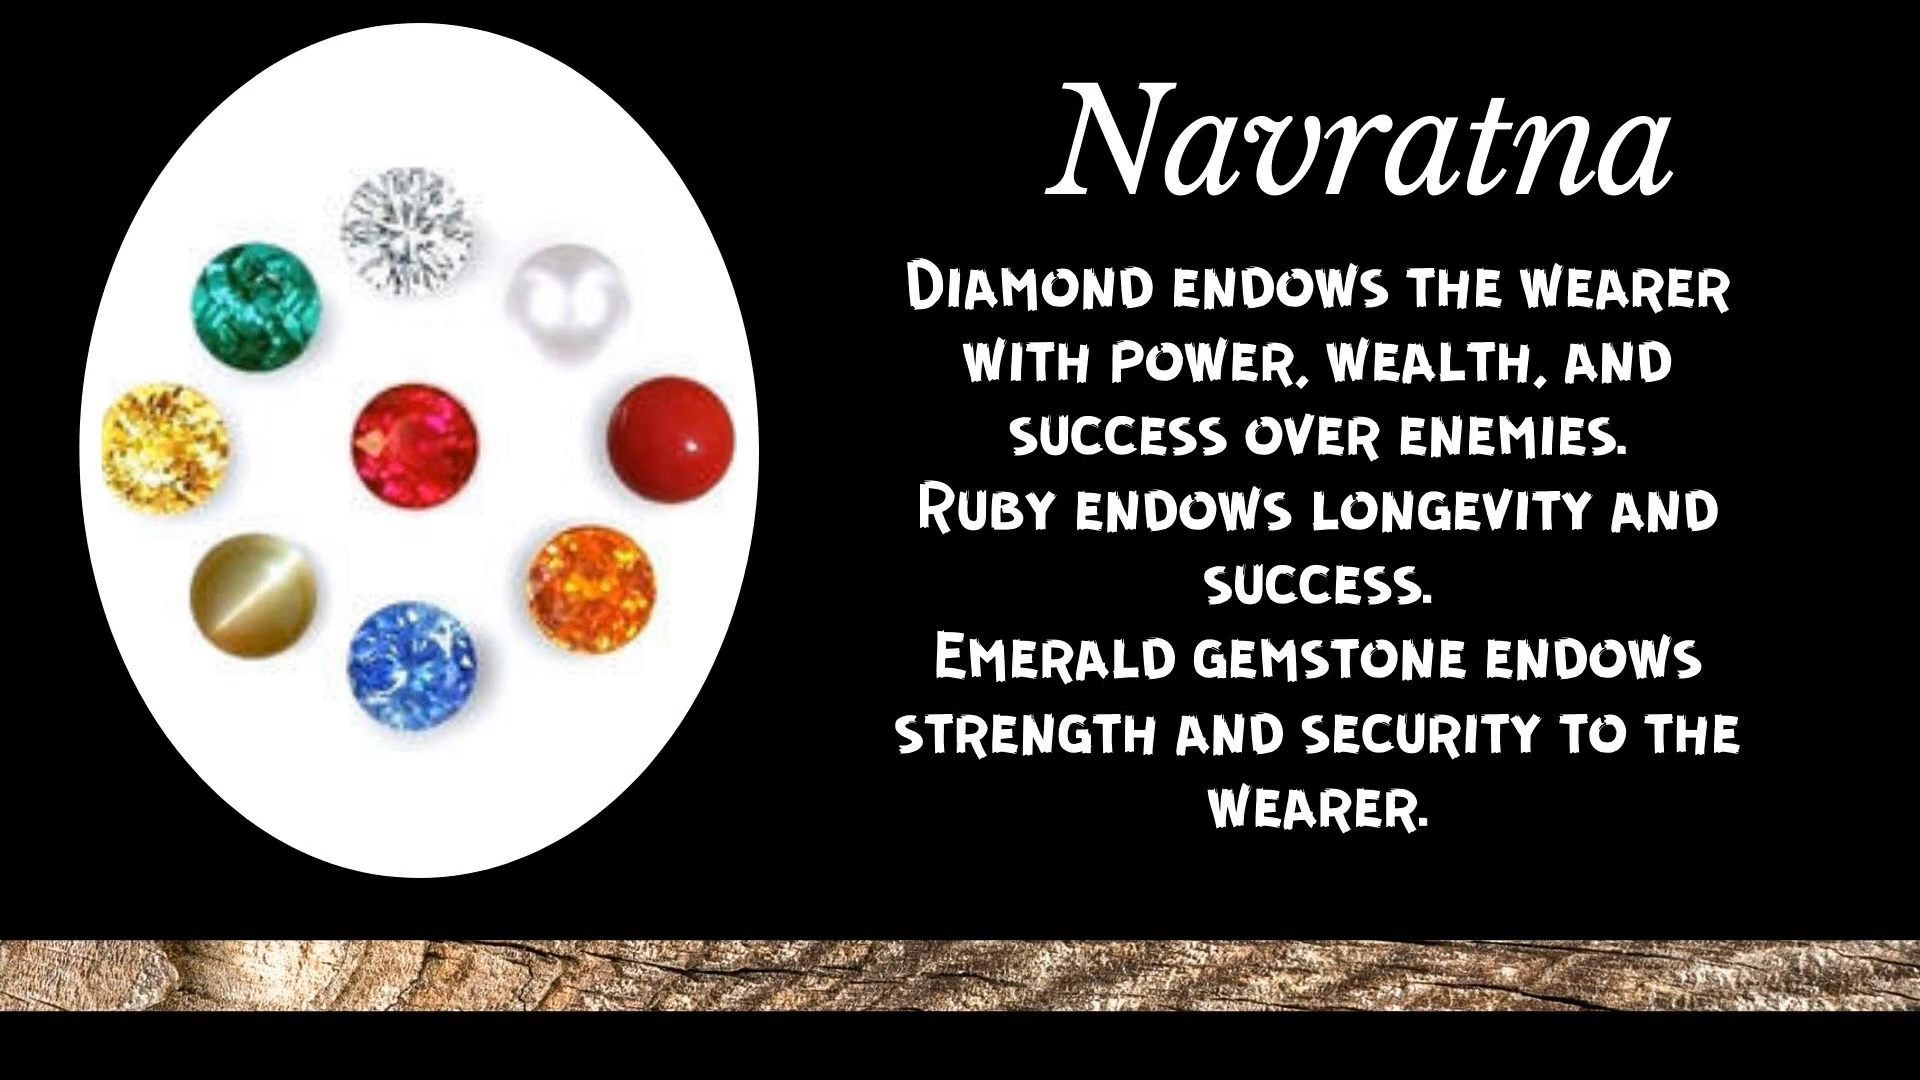 Navratna
Diamond endows the wearer
with power, wealth, and
success over enemies.
Ruby endows longevity and
success.
Emerald gemstone endows
strength and security to the
wearer.